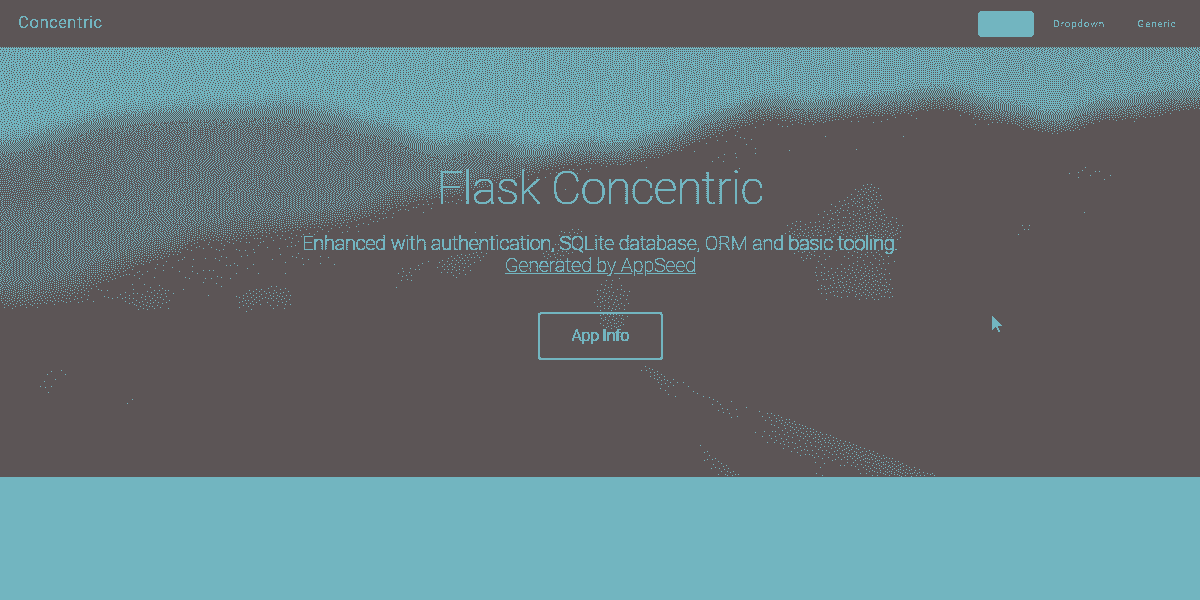 Concentric
Dropdown
Generic
Flask Concentric
Enhanced with authentication, SQLite database, ORM and basic tooling.
Generated by AppSeed
App Info